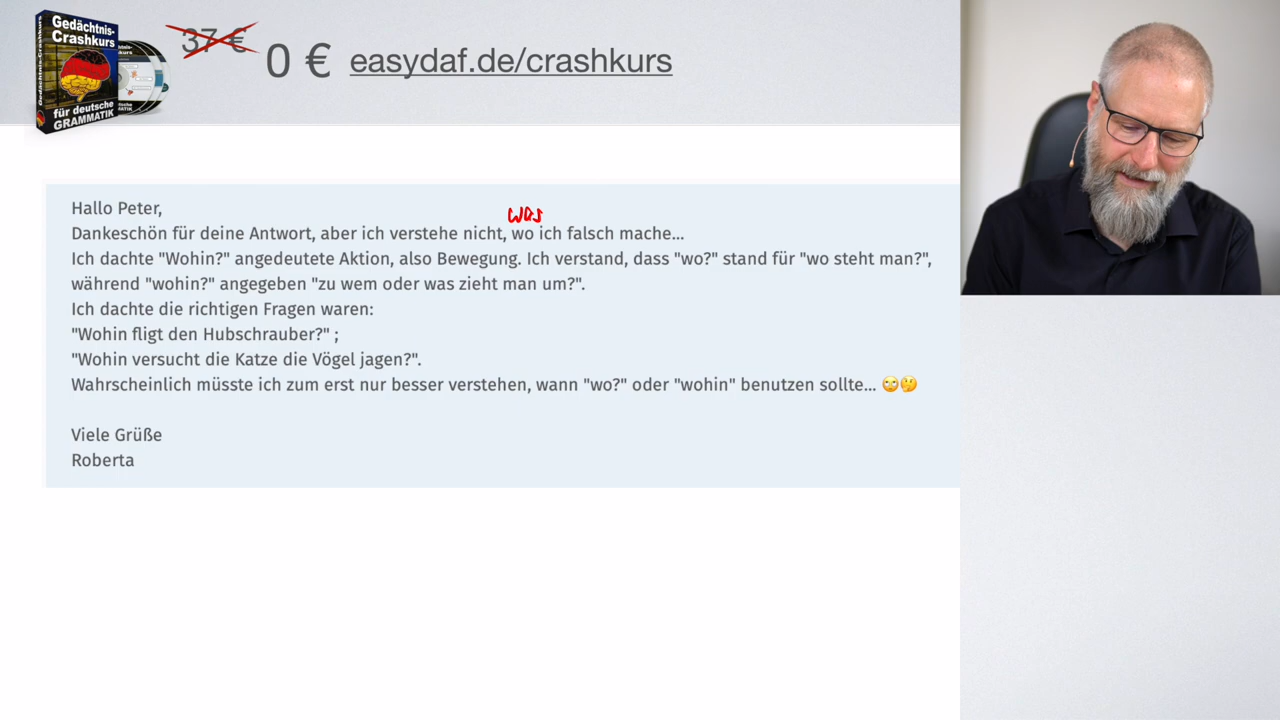 Gedächtnis-
Crashkurs
für deutsche
GRAMMATIK
37 €
0 €
easydaf.de/crashkurs
Hallo Peter,
was
Dankeschön für deine Antwort, aber ich verstehe nicht, wo ich falsch mache...
Ich dachte "Wohin?" angedeutete Aktion, also Bewegung. Ich verstand, dass "wo?" stand für "wo steht man?",
während "wohin?" angegeben "zu wem oder was zieht man um?".
Ich dachte die richtigen Fragen waren:
"Wohin fligt den Hubschrauber?" ;
"Wohin versucht die Katze die Vögel jagen?".
Wahrscheinlich müsste ich zum erst nur besser verstehen, wann "wo?" oder "wohin" benutzen sollte... 🙄🤔
Viele Grüße
Roberta